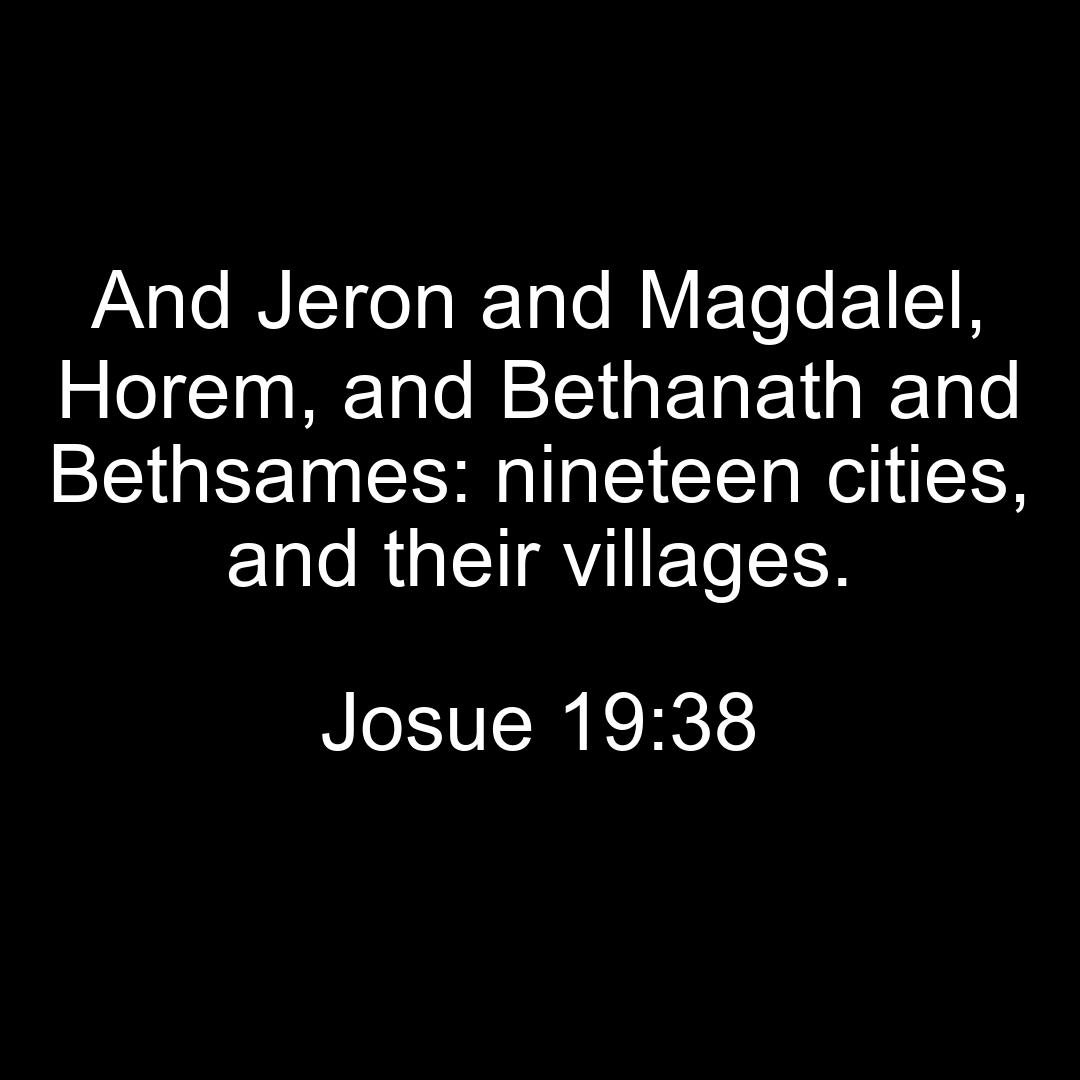 And Jeron and Magdalel,
Horem, and Bethanath and
Bethsames: nineteen cities,
and their villages.
Josue 19:38